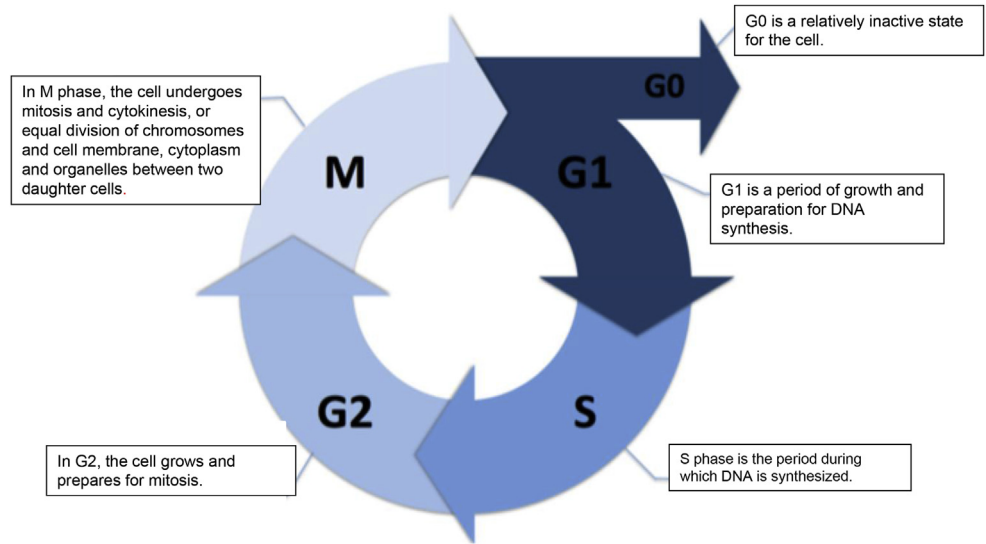 G0 is a relatively inactive state
for the cell.
In M phase, the cell undergoes
mitosis and cytokinesis, or
equal division of chromosomes
and cell membrane, cytoplasm
and organelles between two
daughter cells.
G0
M
G1
G1 is a period of growth and
preparation for DNA
synthesis.
G2
S
In G2, the cell grows and
prepares for mitosis.
S phase is the period during
which DNA is synthesized.